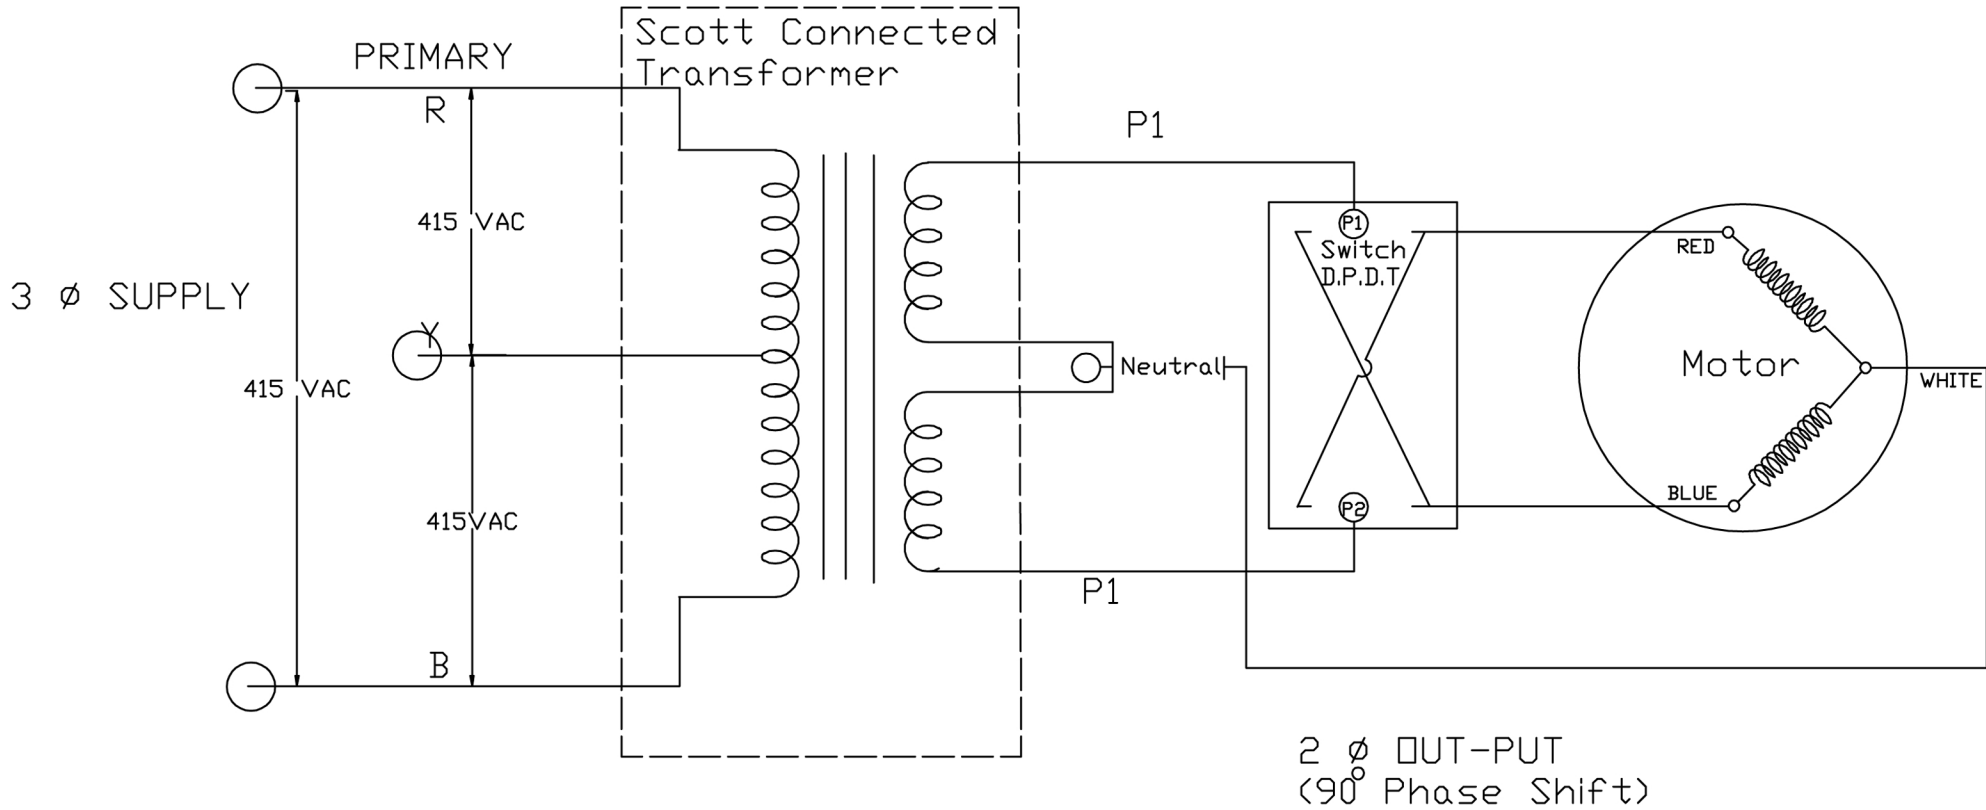 Scott Connected
Transformer
PRIMARY
R
P1
415 VAC
P1
Switch
D.P.D.T
RED
3 ø SUPPLY
Y
Neutral
Motor
WHITE
415 VAC
415VAC
P2
BLUE
P1
B
2 ø OUT-PUT
(90° Phase Shift)